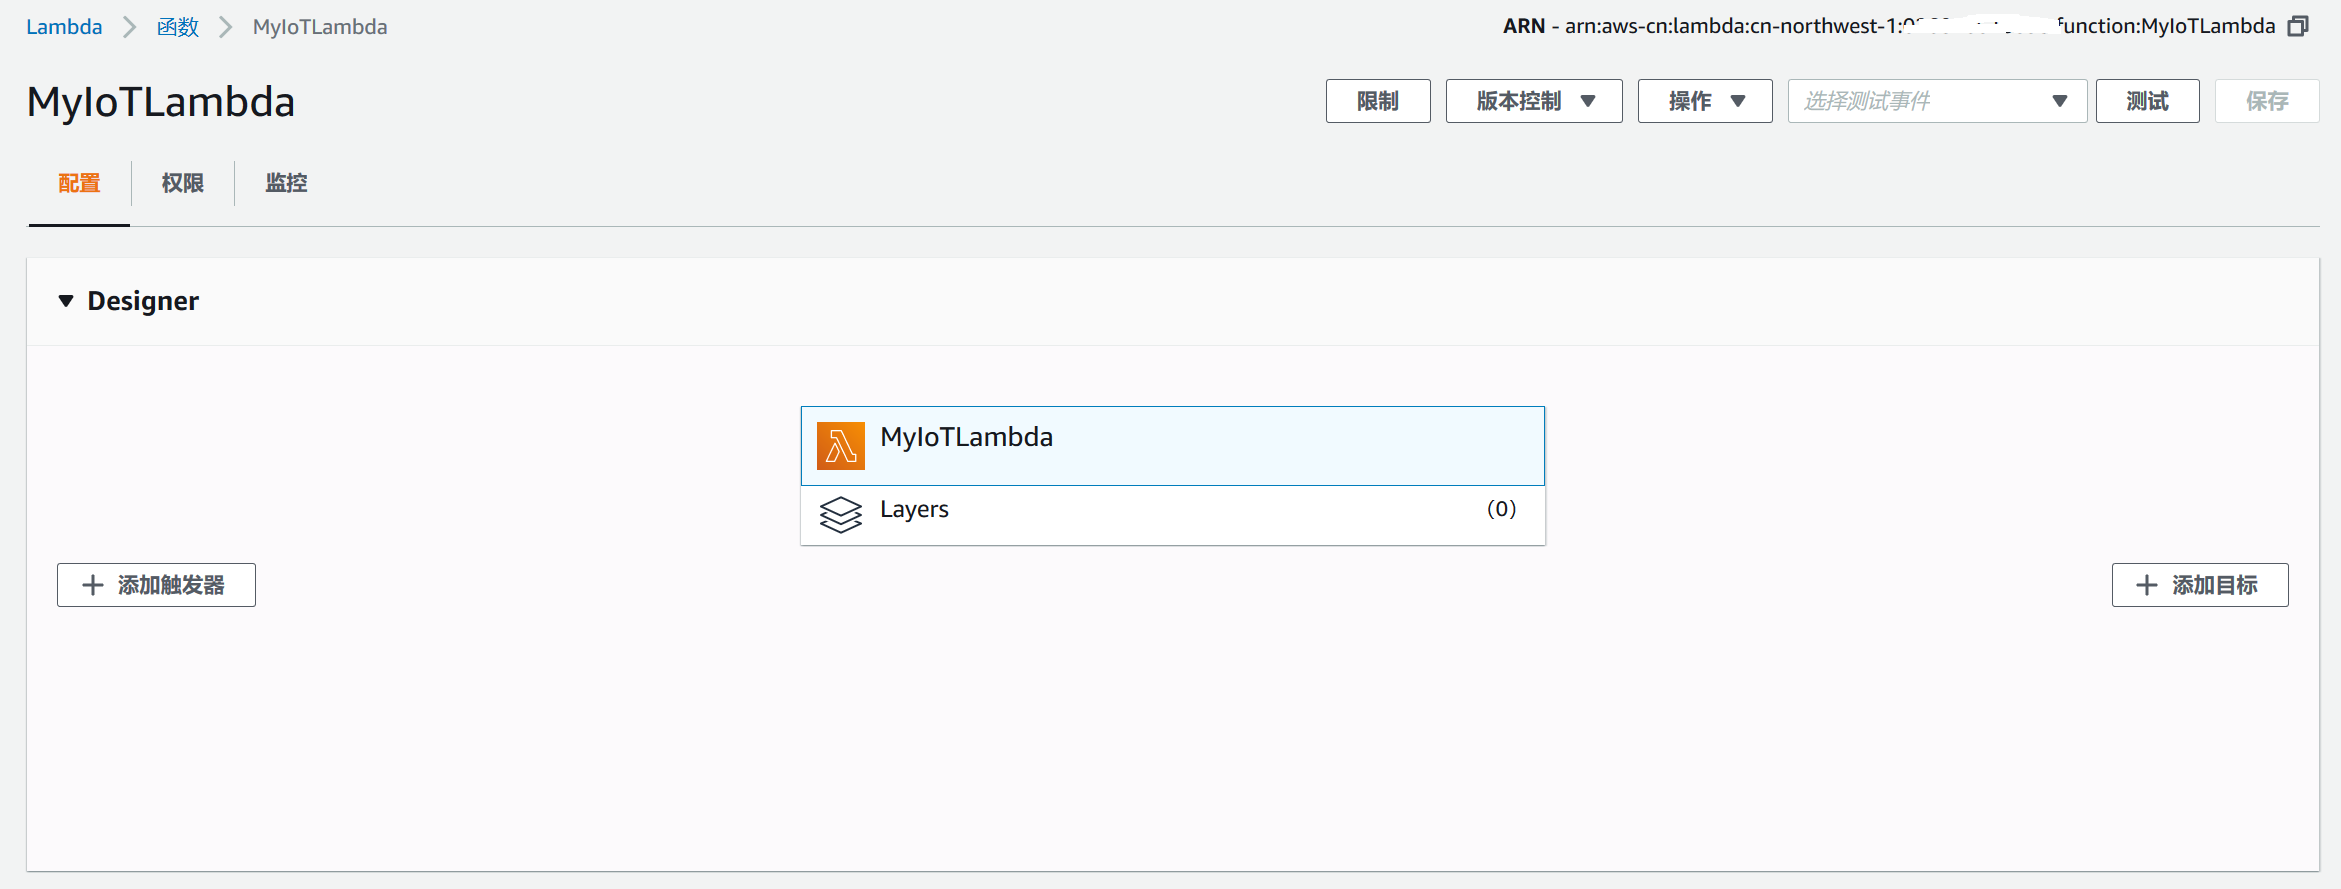 Lambda > 函数 > MyIoTLambda
ARN - arn:aws-cn:lambda:cn-northwest-1: function:MyIoTLambda
MyIoTLambda
限制 版本控制 操作 选择测试事件 测试 保存
配置 权限 监控
Designer
MyIoTLambda
Layers (0)
添加触发器 添加目标